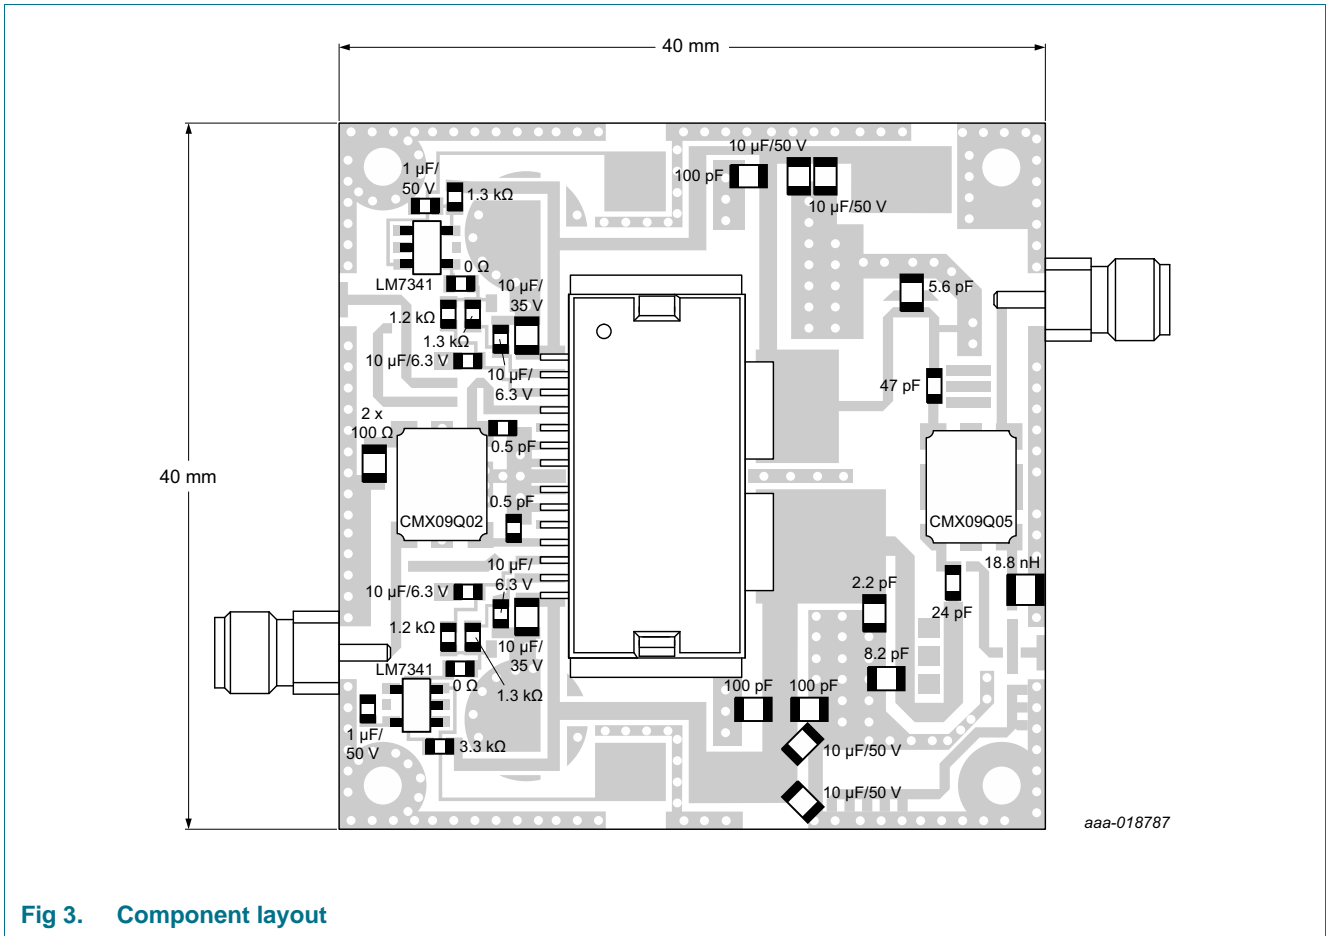 40 mm
10 µF/50 V
1 µF/
50 V
100 pF
1.3 kΩ
10 µF/50 V
0 Ω
LM7341
10 µF/
35 V
5.6 pF
1.2 kΩ
1.3 kΩ
10 µF/6.3 V
10 µF/
6.3 V
47 pF
2 x
100 Ω
0.5 pF
40 mm
0.5 pF
CMX09Q02
CMX09Q05
10 µF/
6.3 V
18.8 nH
10 µF/6.3 V
2.2 pF
24 pF
1.2 kΩ
10 µF/
35 V
8.2 pF
LM7341
0 Ω
1.3 kΩ
100 pF
100 pF
1 µF/
50 V
3.3 kΩ
10 µF/50 V
10 µF/50 V
aaa-018787
Fig 3. Component layout